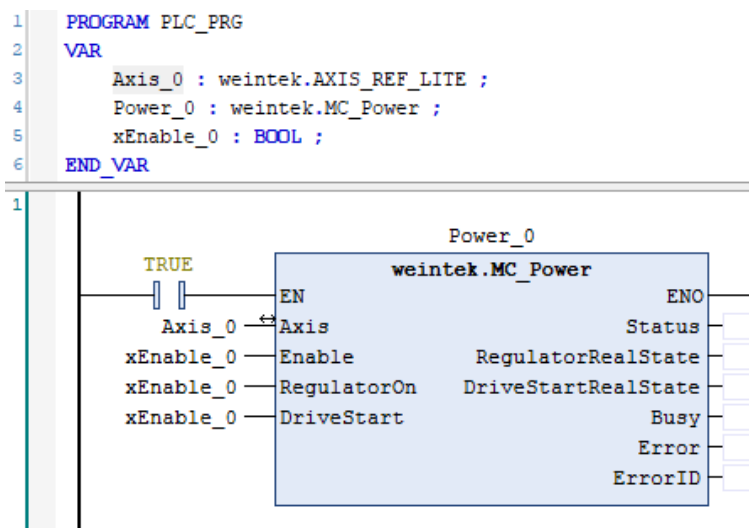 1 PROGRAM PLC_PRG
2 VAR
3 Axis_0 : weintek.AXIS_REF_LITE ;
4 Power_0 : weintek.MC_Power ;
5 xEnable_0 : BOOL ;
6 END_VAR
1
Power_0
TRUE
weintek.MC_Power
EN ENO
Axis_0 Axis Status
xEnable_0 Enable RegulatorRealState
xEnable_0 RegulatorOn DriveStartRealState
xEnable_0 DriveStart Busy
Error
ErrorID